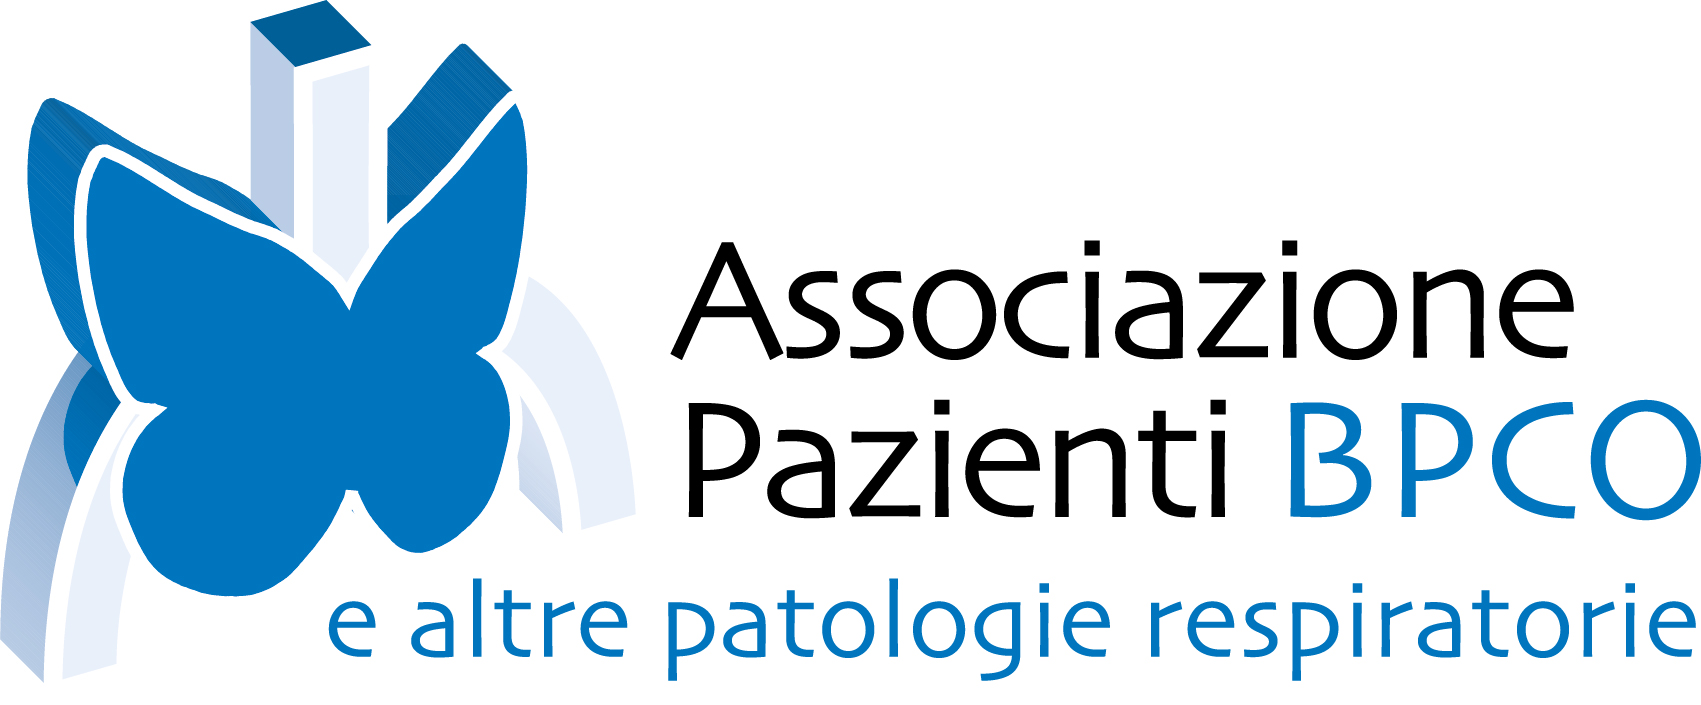 Associazione
Pazienti BPCO
e altre patologie respiratorie